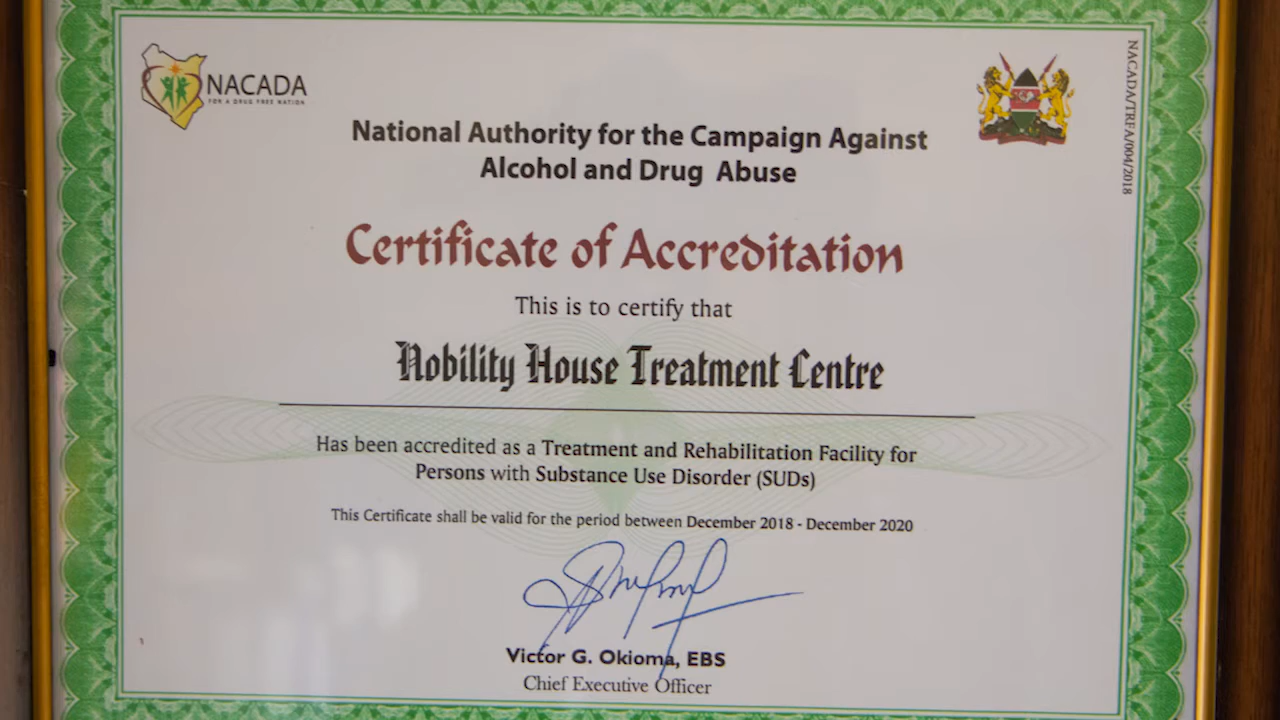 NACADA
FOR A DRUG FREE NATION
NACADA/TRFA/004/2018
National Authority for the Campaign Against
Alcohol and Drug Abuse
Certificate of Accreditation
This is to certify that
Nobility House Treatment Centre
Has been accredited as a Treatment and Rehabilitation Facility for
Persons with Substance Use Disorder (SUDs)
This Certificate shall be valid for the period between December 2018 - December 2020
Victor G. Okioma, EBS
Chief Executive Officer